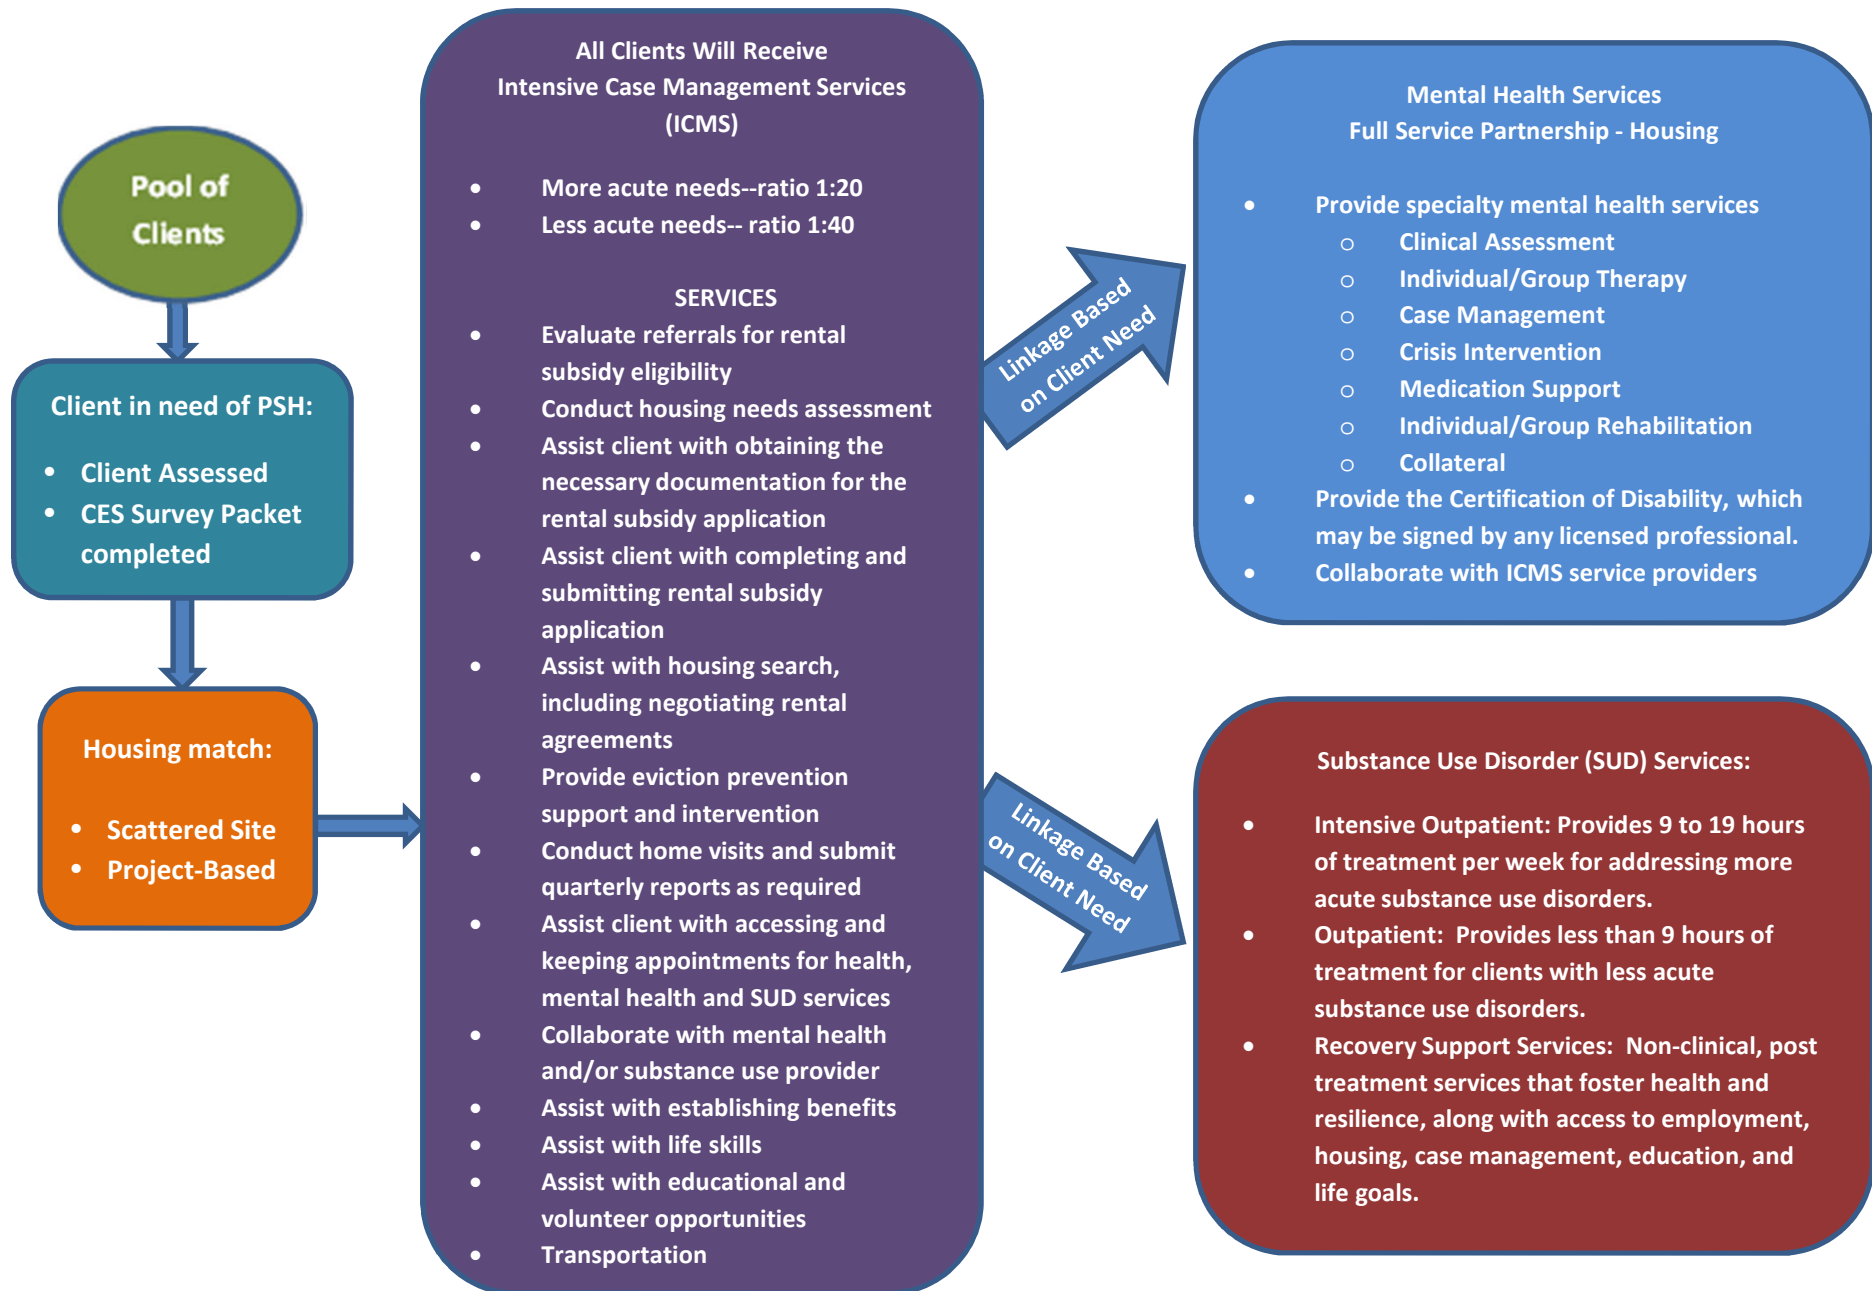 Pool of
Clients
Client in need of PSH:
• Client Assessed
• CES Survey Packet
completed
Housing match:
• Scattered Site
• Project-Based
All Clients Will Receive
Intensive Case Management Services
(ICMS)
• More acute needs--ratio 1:20
• Less acute needs-- ratio 1:40
SERVICES
• Evaluate referrals for rental
subsidy eligibility
• Conduct housing needs assessment
• Assist client with obtaining the
necessary documentation for the
rental subsidy application
• Assist client with completing and
submitting rental subsidy
application
• Assist with housing search,
including negotiating rental
agreements
• Provide eviction prevention
support and intervention
• Conduct home visits and submit
quarterly reports as required
• Assist client with accessing and
keeping appointments for health,
mental health and SUD services
• Collaborate with mental health
and/or substance use provider
• Assist with establishing benefits
• Assist with life skills
• Assist with educational and
volunteer opportunities
• Transportation
Linkage Based
on Client Need
Mental Health Services
Full Service Partnership - Housing
• Provide specialty mental health services
o Clinical Assessment
o Individual/Group Therapy
o Case Management
o Crisis Intervention
o Medication Support
o Individual/Group Rehabilitation
o Collateral
• Provide the Certification of Disability, which
may be signed by any licensed professional.
• Collaborate with ICMS service providers
Linkage Based
on Client Need
Substance Use Disorder (SUD) Services:
• Intensive Outpatient: Provides 9 to 19 hours
of treatment per week for addressing more
acute substance use disorders.
• Outpatient:  Provides less than 9 hours of
treatment for clients with less acute
substance use disorders.
• Recovery Support Services:  Non-clinical, post
treatment services that foster health and
resilience, along with access to employment,
housing, case management, education, and
life goals.